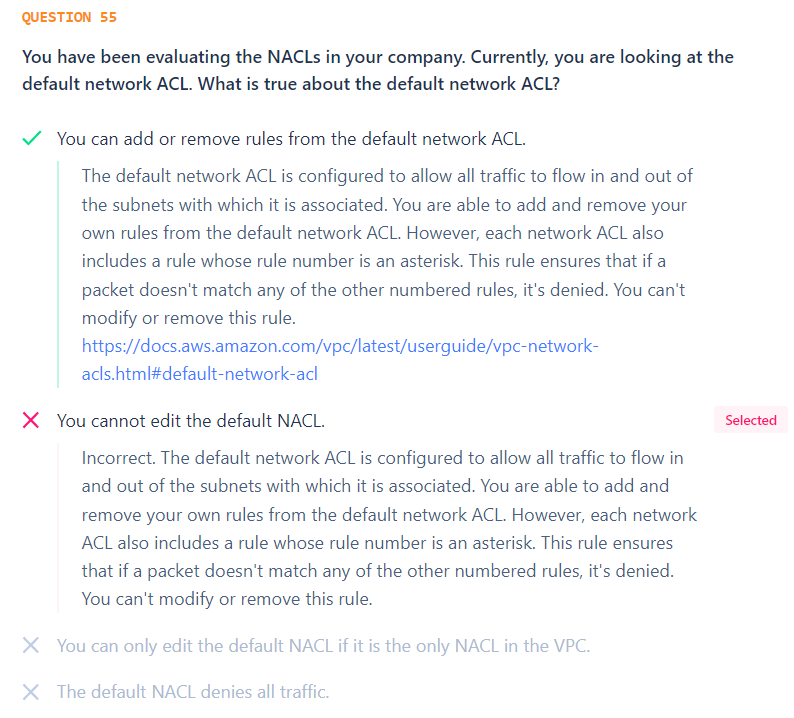 QUESTION 55
You have been evaluating the NACLs in your company. Currently, you are looking at the
default network ACL. What is true about the default network ACL?
You can add or remove rules from the default network ACL.
The default network ACL is configured to allow all traffic to flow in and out of
the subnets with which it is associated. You are able to add and remove your
own rules from the default network ACL. However, each network ACL also
includes a rule whose rule number is an asterisk. This rule ensures that if a
packet doesn't match any of the other numbered rules, it's denied. You can't
modify or remove this rule.
https://docs.aws.amazon.com/vpc/latest/userguide/vpc-network-
acls.html#default-network-acl
You cannot edit the default NACL.
Selected
Incorrect. The default network ACL is configured to allow all traffic to flow in
and out of the subnets with which it is associated. You are able to add and
remove your own rules from the default network ACL. However, each network
ACL also includes a rule whose rule number is an asterisk. This rule ensures
that if a packet doesn't match any of the other numbered rules, it's denied.
You can't modify or remove this rule.
You can only edit the default NACL if it is the only NACL in the VPC.
The default NACL denies all traffic.